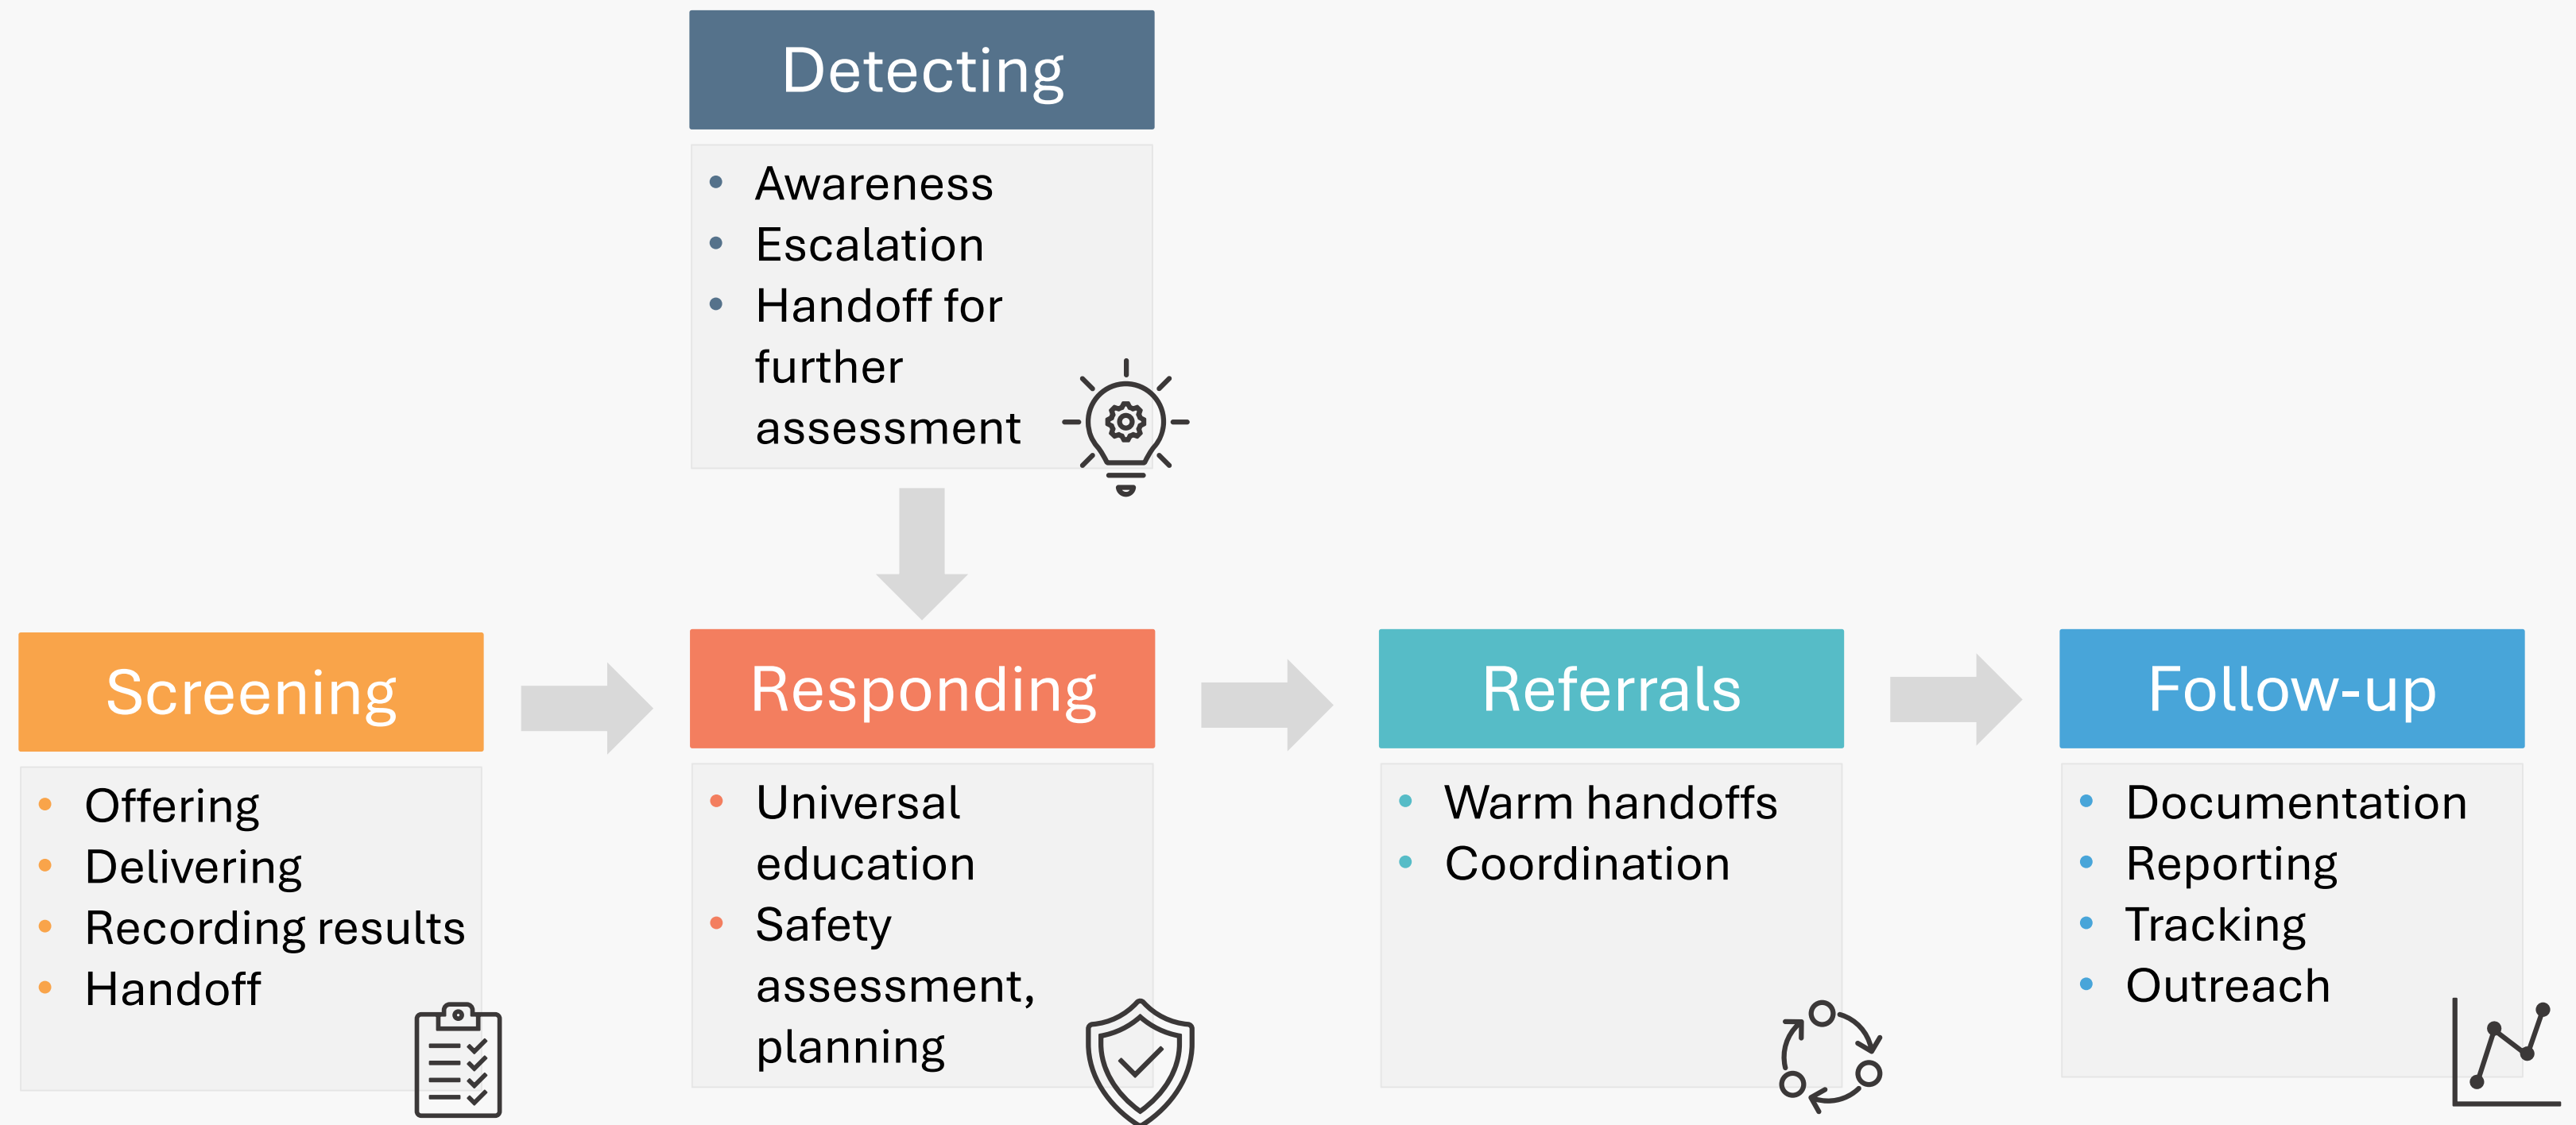 Detecting
• Awareness
• Escalation
• Handoff for
further
assessment
Screening
• Offering
• Delivering
• Recording results
• Handoff
Responding
• Universal
education
• Safety
assessment,
planning
Referrals
• Warm handoffs
• Coordination
Follow-up
• Documentation
• Reporting
• Tracking
• Outreach